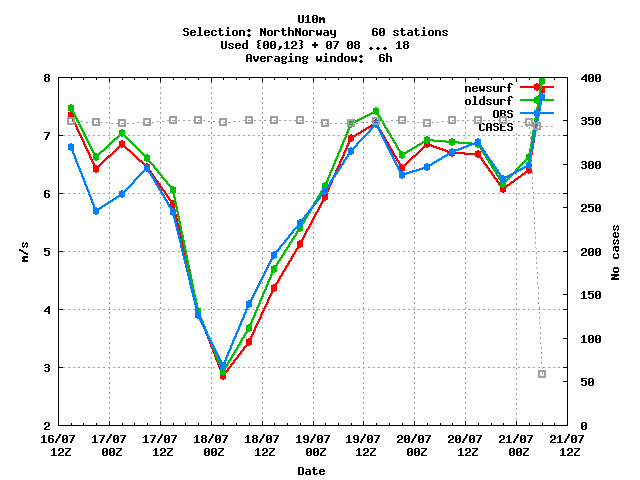 U10m
Selection: NorthNorway     60 stations
Used {00,12} + 07 08 ... 18
Averaging window:  6h
8
7
6
5
4
3
2
m/s
400
350
300
250
200
150
100
50
0
No cases
newsurf
oldsurf
OBS
CASES
16/07 17/07 17/07 18/07 18/07 19/07 19/07 20/07 20/07 21/07 21/07
12Z 00Z 12Z 00Z 12Z 00Z 12Z 00Z 12Z 00Z 12Z
Date